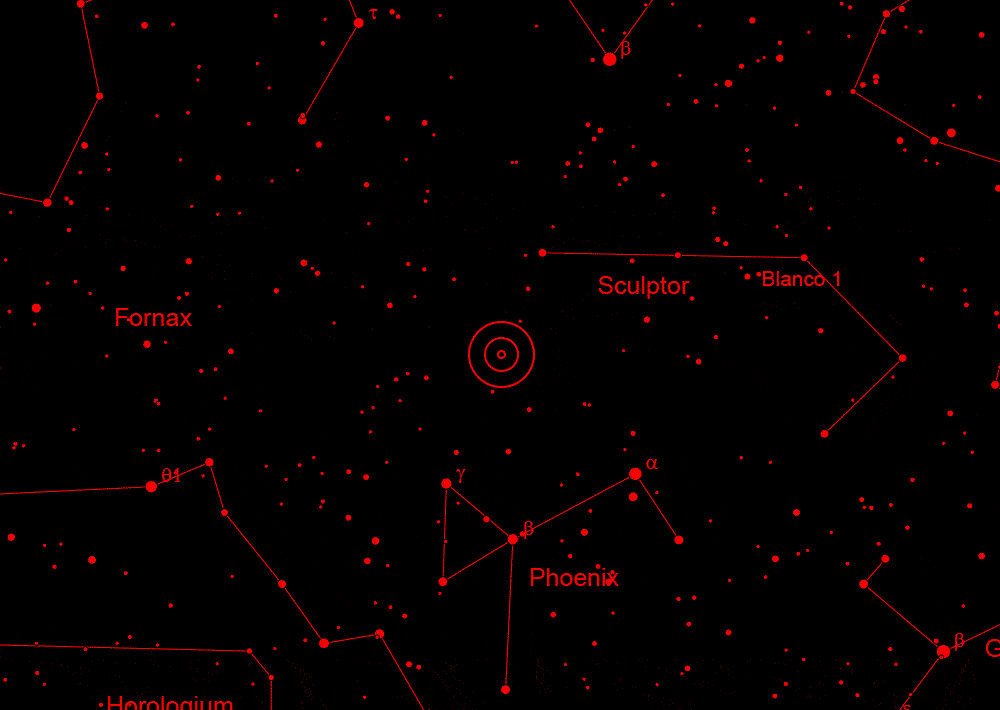 τ
β
Sculptor
Blanco 1
Fornax
α
γ
θ1
β
Phoenix
β
G
Horologium
ε